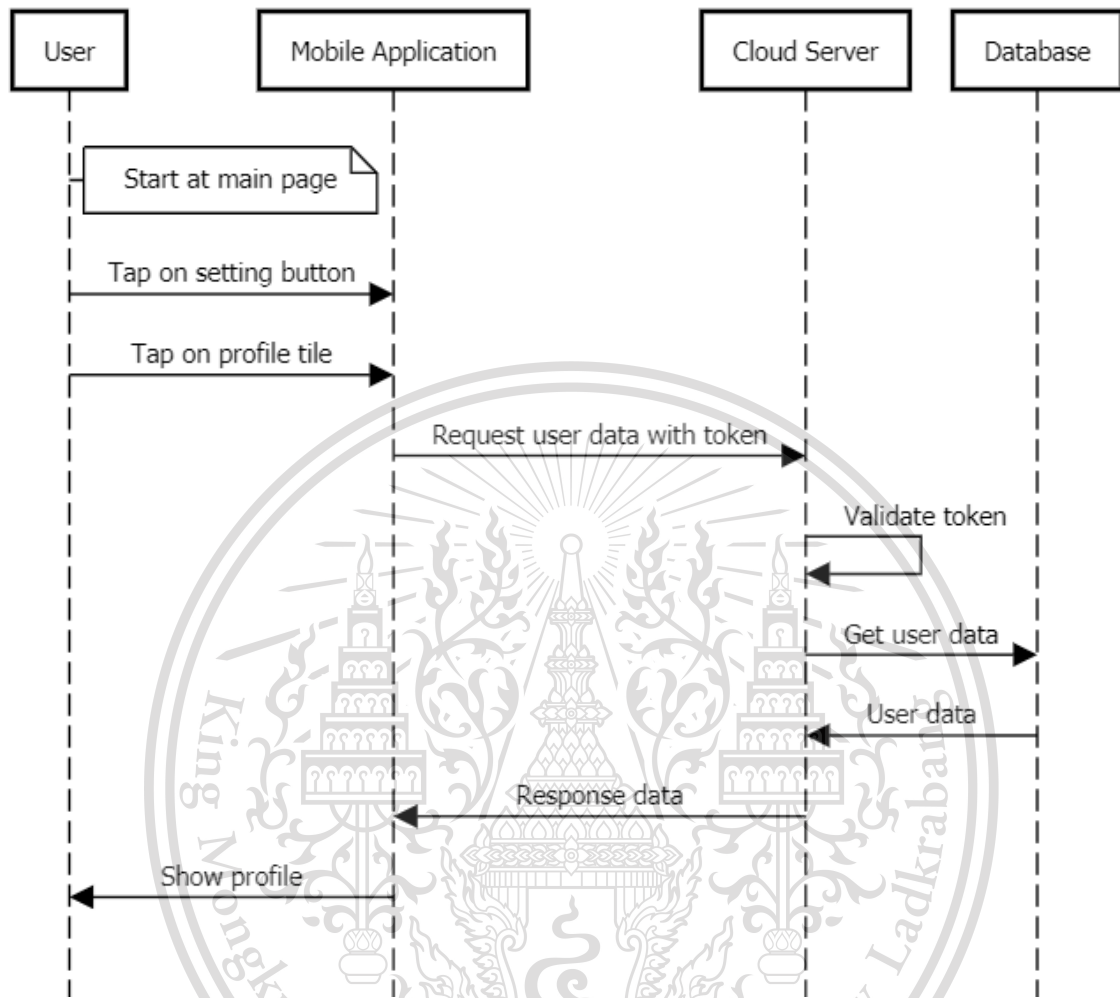 User
Mobile Application
Cloud Server
Database
Start at main page
Tap on setting button
Tap on profile tile
Request user data with token
Validate token
Get user data
User data
Response data
Show profile
King Mongk
y Ladkrabang